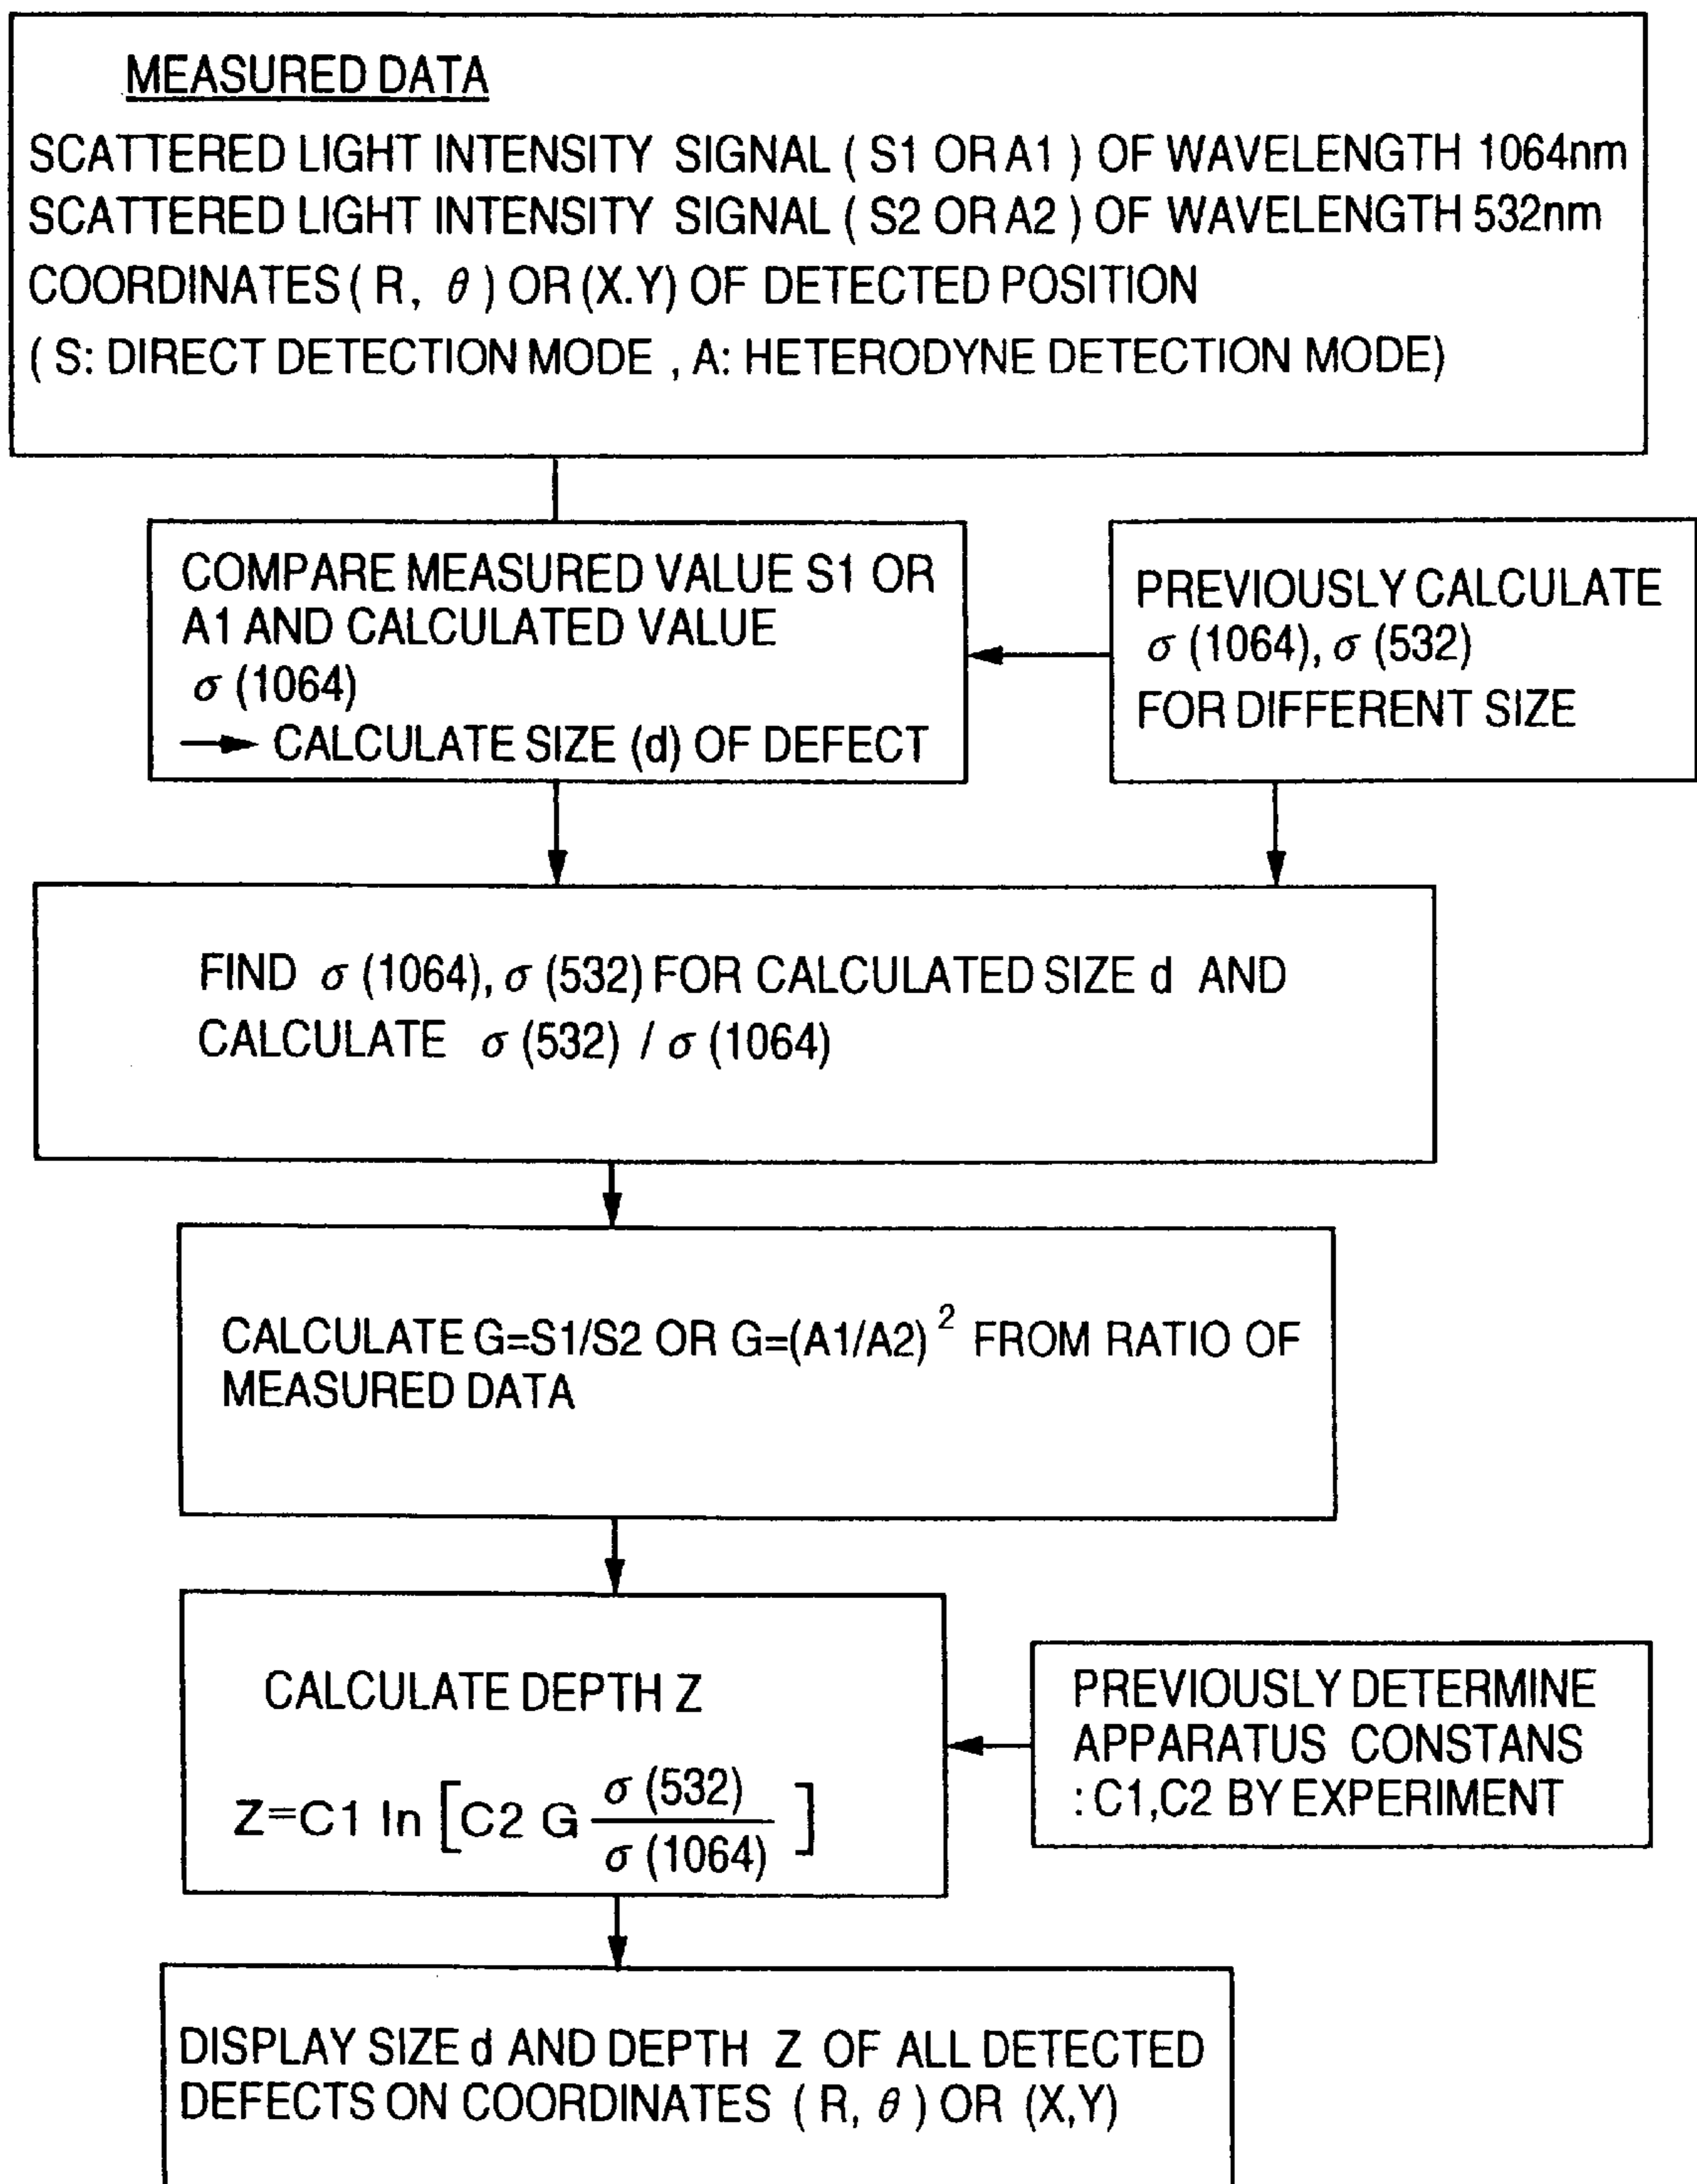 MEASURED DATA
SCATTERED LIGHT INTENSITY SIGNAL ( S1 OR A1 ) OF WAVELENGTH 1064nm
SCATTERED LIGHT INTENSITY SIGNAL ( S2 OR A2 ) OF WAVELENGTH 532nm
COORDINATES ( R, θ ) OR (X.Y) OF DETECTED POSITION
( S: DIRECT DETECTION MODE , A: HETERODYNE DETECTION MODE)
COMPARE MEASURED VALUE S1 OR
A1 AND CALCULATED VALUE
σ (1064)
→ CALCULATE SIZE (d) OF DEFECT
PREVIOUSLY CALCULATE
σ (1064), σ (532)
FOR DIFFERENT SIZE
FIND σ (1064), σ (532) FOR CALCULATED SIZE d AND
CALCULATE σ (532) / σ (1064)
CALCULATE G=S1/S2 OR G=(A1/A2)² FROM RATIO OF
MEASURED DATA
CALCULATE DEPTH Z
Z=C1 ln [C2 G σ (532) / σ (1064) ]
PREVIOUSLY DETERMINE
APPARATUS CONSTANS
: C1,C2 BY EXPERIMENT
DISPLAY SIZE d AND DEPTH Z OF ALL DETECTED
DEFECTS ON COORDINATES ( R, θ ) OR (X,Y)